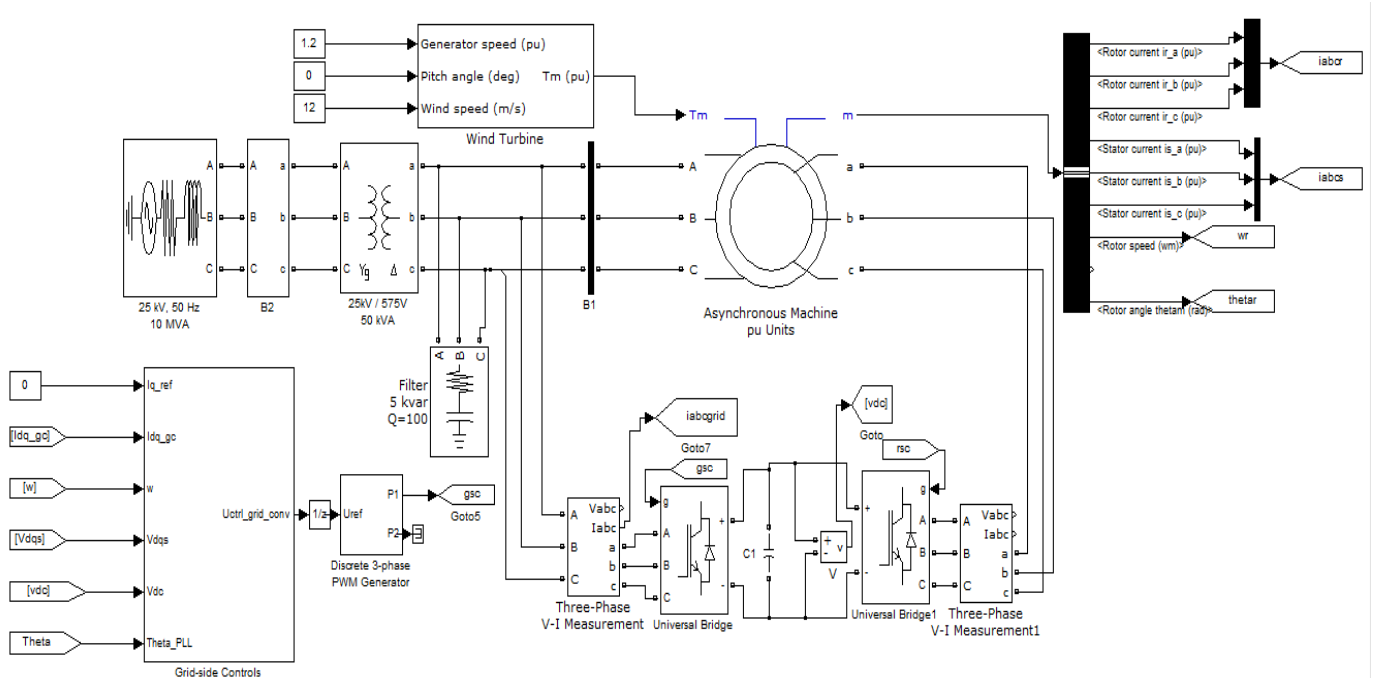 1.2
Generator speed (pu)
0
Pitch angle (deg)
Tm (pu)
12
Wind speed (m/s)
Wind Turbine
Tm
m
<Rotor current ir_a (pu)>
<Rotor current ir_b (pu)>
<Rotor current ir_c (pu)>
iabcr
<Stator current is_a (pu)>
<Stator current is_b (pu)>
<Stator current is_c (pu)>
iabcs
<Rotor speed (wm)>
wr
<Rotor angle thetam (rad)>
thetar
A
A
a
A
a
A
a
B
B
b
B
b
B
b
C
C
c
C
c
C
c
Yg
Δ
25 kV, 50 Hz
10 MVA
B2
25kV / 575V
50 kVA
B1
Asynchronous Machine
pu Units
A
B
C
Filter
5 kvar
Q=100
0
Iq_ref
[Idq_gc]
Idq_gc
[w]
w
[Vdqs]
Vdqs
[vdc]
Vdc
Theta
Theta_PLL
Uctrl_grid_conv
Grid-side Controls
1/z
Uref
P1
P2
Discrete 3-phase
PWM Generator
gsc
Goto5
iabcgrid
Goto7
gsc
[vdc]
Goto
rsc
A
B
C
Vabc
Iabc
a
b
c
Three-Phase
V-I Measurement
g
A
B
C
+
-
Universal Bridge
C1
+
-
v
V
g
+
-
A
B
C
Universal Bridge1
A
B
C
Vabc
Iabc
a
b
c
Three-Phase
V-I Measurement1